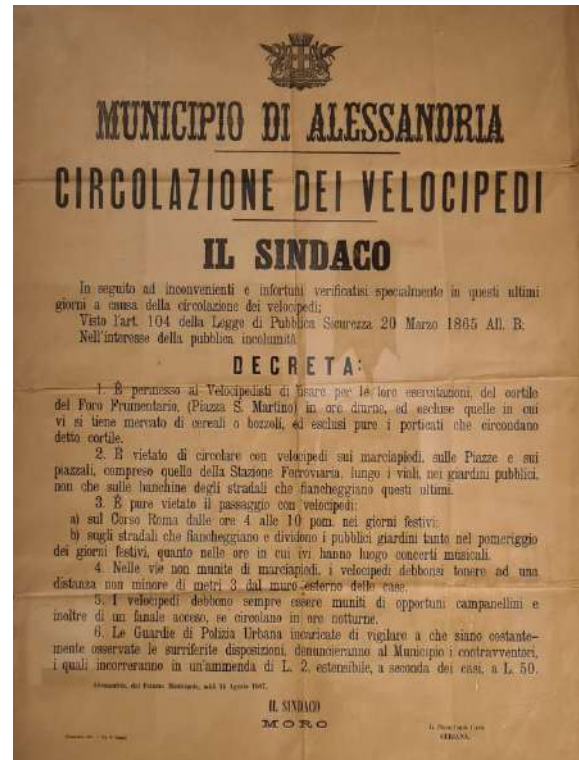 MUNICIPIO DI ALESSANDRIA
CIRCOLAZIONE DEI VELOCIPEDI
IL SINDACO
In seguito ad inconvenienti e infortuni verificatisi specialmente in questi ultimi
giorni a causa della circolazione dei velocipedi;
Visto l'art. 104 della Legge di Pubblica Sicurezza 20 Marzo 1865 All. B;
Nell'interesse della pubblica incolumità
DECRETA:
1. È permesso ai Velocipedisti di usare per le loro esercitazioni, del cortile
del Foro Frumentario, (Piazza S. Martino) in ore diurne, ed escluse quelle in cui
vi si tiene mercato di cereali o bozzoli, ed esclusi pure i porticati che circondano
detto cortile.
2. È vietato di circolare con velocipedi sui marciapiedi, sulle Piazze e sui
piazzali, compreso quello della Stazione Ferroviaria, lungo i viali, nei giardini pubblici,
non che sulle banchine degli stradali che fiancheggiano questi ultimi.
3. È pure vietato il passaggio con velocipedi:
a) sul Corso Roma dalle ore 4 alle 10 pom. nei giorni festivi;
b) sugli stradali che fiancheggiano e dividono i pubblici giardini tanto nel pomeriggio
dei giorni festivi, quanto nelle ore in cui ivi hanno luogo concerti musicali.
4. Nelle vie non munite di marciapiedi, i velocipedi debbonsi tenere ad una
distanza non minore di metri 3 dal muro esterno delle case.
5. I velocipedi debbono sempre essere muniti di opportuni campanellini e
inoltre di un fanale acceso, se circolano in ore notturne.
6. Le Guardie di Polizia Urbana incaricate di vigilare a che siano costante-
mente osservate le surriferite disposizioni, denuncieranno al Municipio i contravventori,
i quali incorreranno in un'ammenda di L. 2, estensibile, a seconda dei casi, a L. 50.
Alessandria, dal Palazzo Municipale, addì Agosto
IL SINDACO
MORO